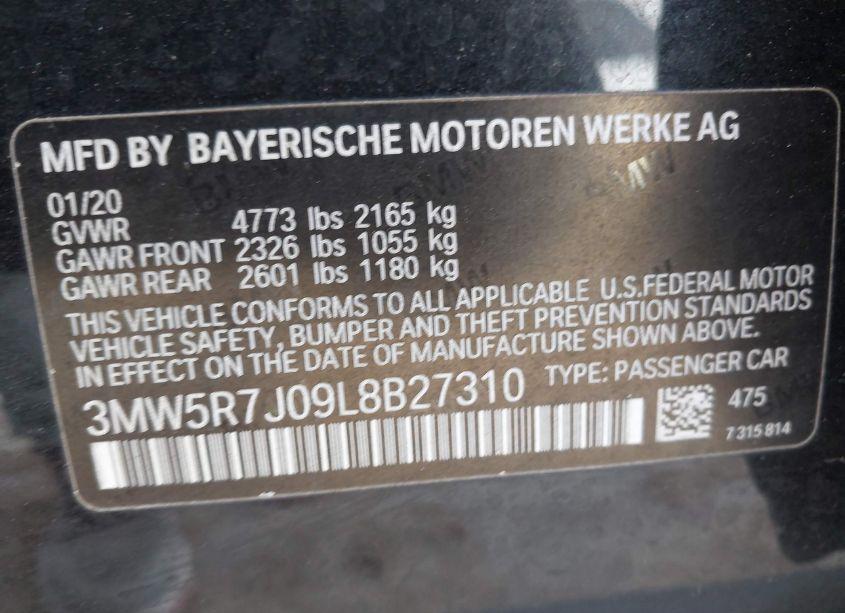 MFD BY BAYERISCHE MOTOREN WERKE AG
01/20
GVWR 4773 lbs 2165 kg
GAWR FRONT 2326 lbs 1055 kg
GAWR REAR 2601 lbs 1180 kg
THIS VEHICLE CONFORMS TO ALL APPLICABLE U.S.FEDERAL MOTOR
VEHICLE SAFETY, BUMPER AND THEFT PREVENTION STANDARDS
IN EFFECT ON THE DATE OF MANUFACTURE SHOWN ABOVE.
3MW5R7J09L8B27310 TYPE: PASSENGER CAR
475
7 315 814